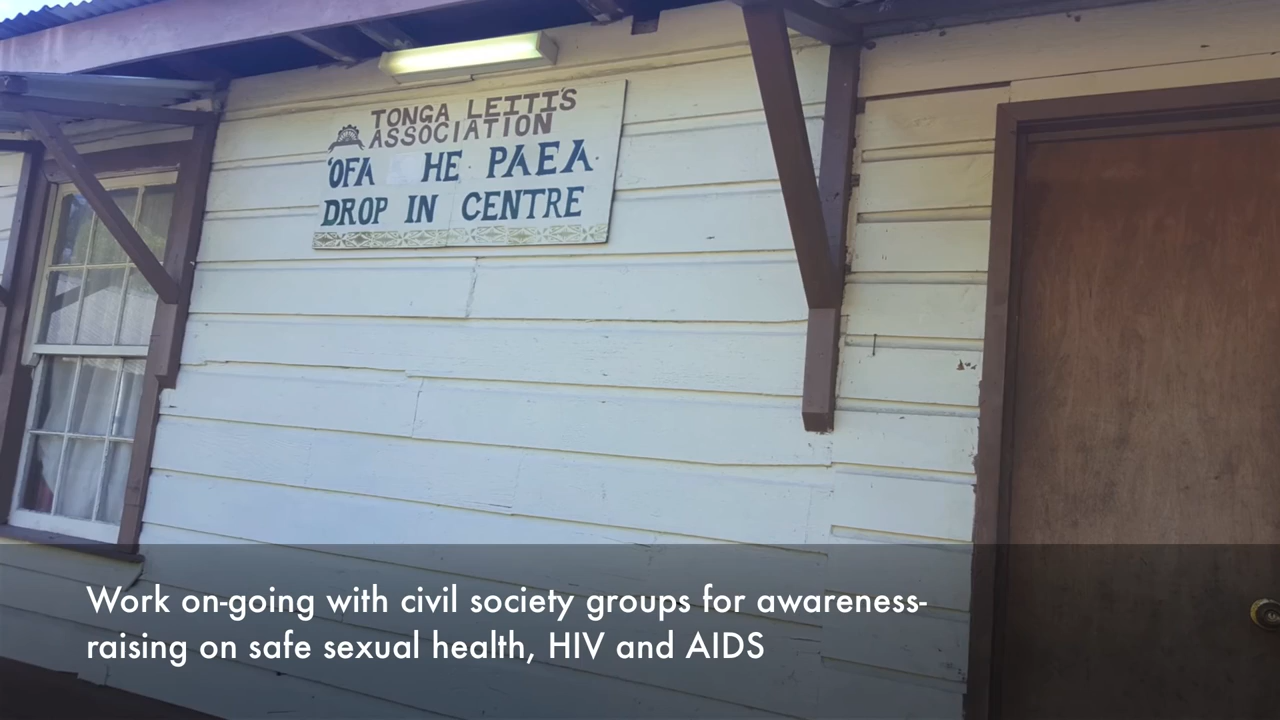 TONGA LEITI'S
ASSOCIATION
'OFA HE PAEA
DROP IN CENTRE
Work on-going with civil society groups for awareness-
raising on safe sexual health, HIV and AIDS